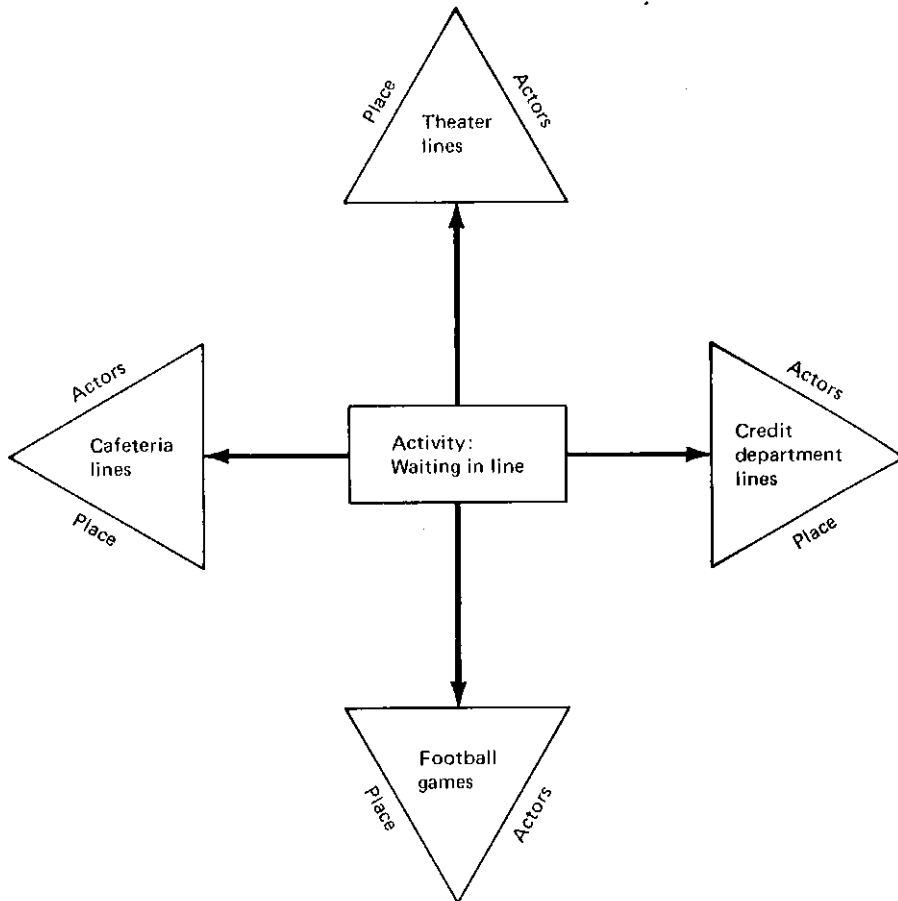 Place
Actors
Theater
lines
Actors
Cafeteria
lines
Place
Activity:
Waiting in line
Actors
Credit
department
lines
Place
Football
games
Place
Actors